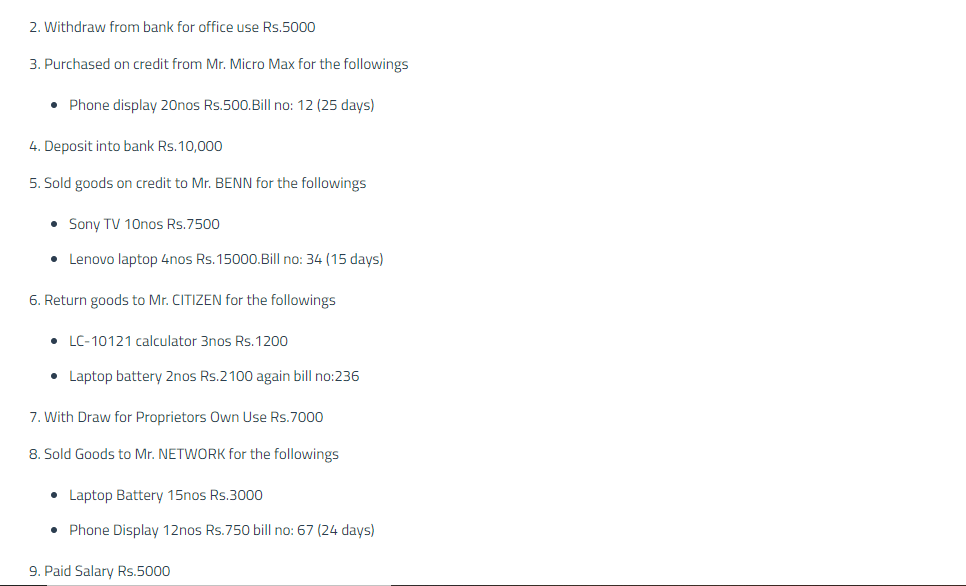 2. Withdraw from bank for office use Rs.5000
3. Purchased on credit from Mr. Micro Max for the followings
• Phone display 20nos Rs.500.Bill no: 12 (25 days)
4. Deposit into bank Rs.10,000
5. Sold goods on credit to Mr. BENN for the followings
• Sony TV 10nos Rs.7500
• Lenovo laptop 4nos Rs.15000.Bill no: 34 (15 days)
6. Return goods to Mr. CITIZEN for the followings
• LC-10121 calculator 3nos Rs.1200
• Laptop battery 2nos Rs.2100 again bill no:236
7. With Draw for Proprietors Own Use Rs.7000
8. Sold Goods to Mr. NETWORK for the followings
• Laptop Battery 15nos Rs.3000
• Phone Display 12nos Rs.750 bill no: 67 (24 days)
9. Paid Salary Rs.5000